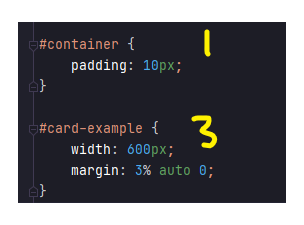 #container { 1
padding: 10px;
}
#card-example { 3
width: 600px;
margin: 3% auto 0;
}